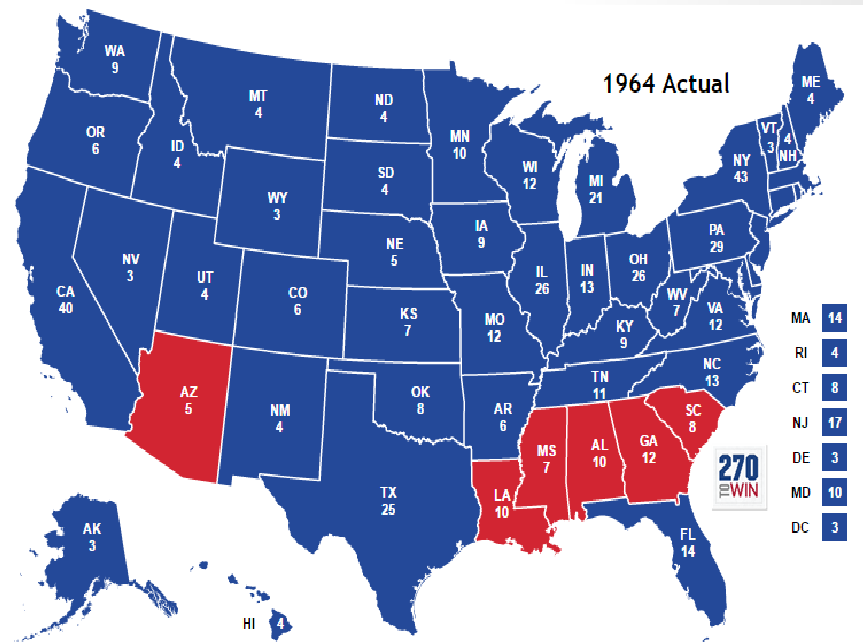 1964 Actual
WA
9
OR
6
CA
40
NV
3
ID
4
MT
4
WY
3
UT
4
CO
6
AZ
5
NM
4
ND
4
SD
4
NE
5
KS
7
OK
8
TX
25
MN
10
IA
9
MO
12
AR
6
LA
10
WI
12
IL
26
MI
21
IN
13
OH
26
KY
9
TN
11
MS
7
AL
10
GA
12
FL
14
SC
8
NC
13
VA
12
WV
7
PA
29
NY
43
VT
3
4
NH
ME
4
AK
3
HI 4
MA 14
RI 4
CT 8
NJ 17
DE 3
MD 10
DC 3
270
TO WIN